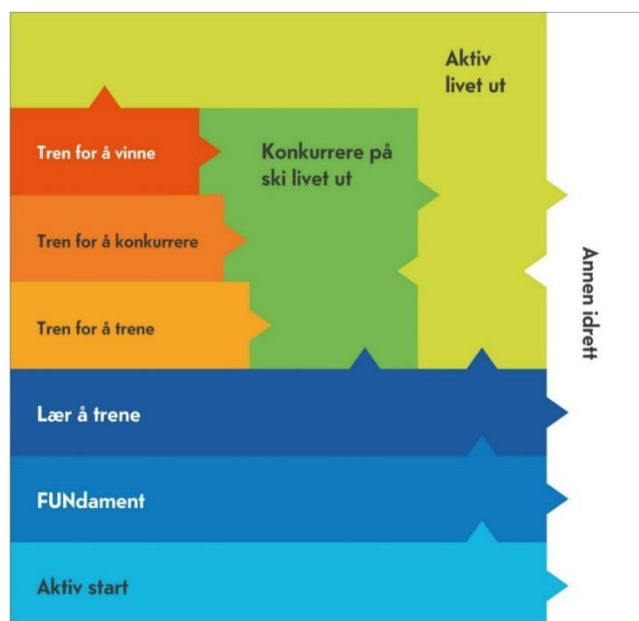 Aktiv
livet ut
Tren for å vinne
Konkurrere på
ski livet ut
Tren for å konkurrere
Tren for å trene
Annen idrett
Lær å trene
FUNdament
Aktiv start